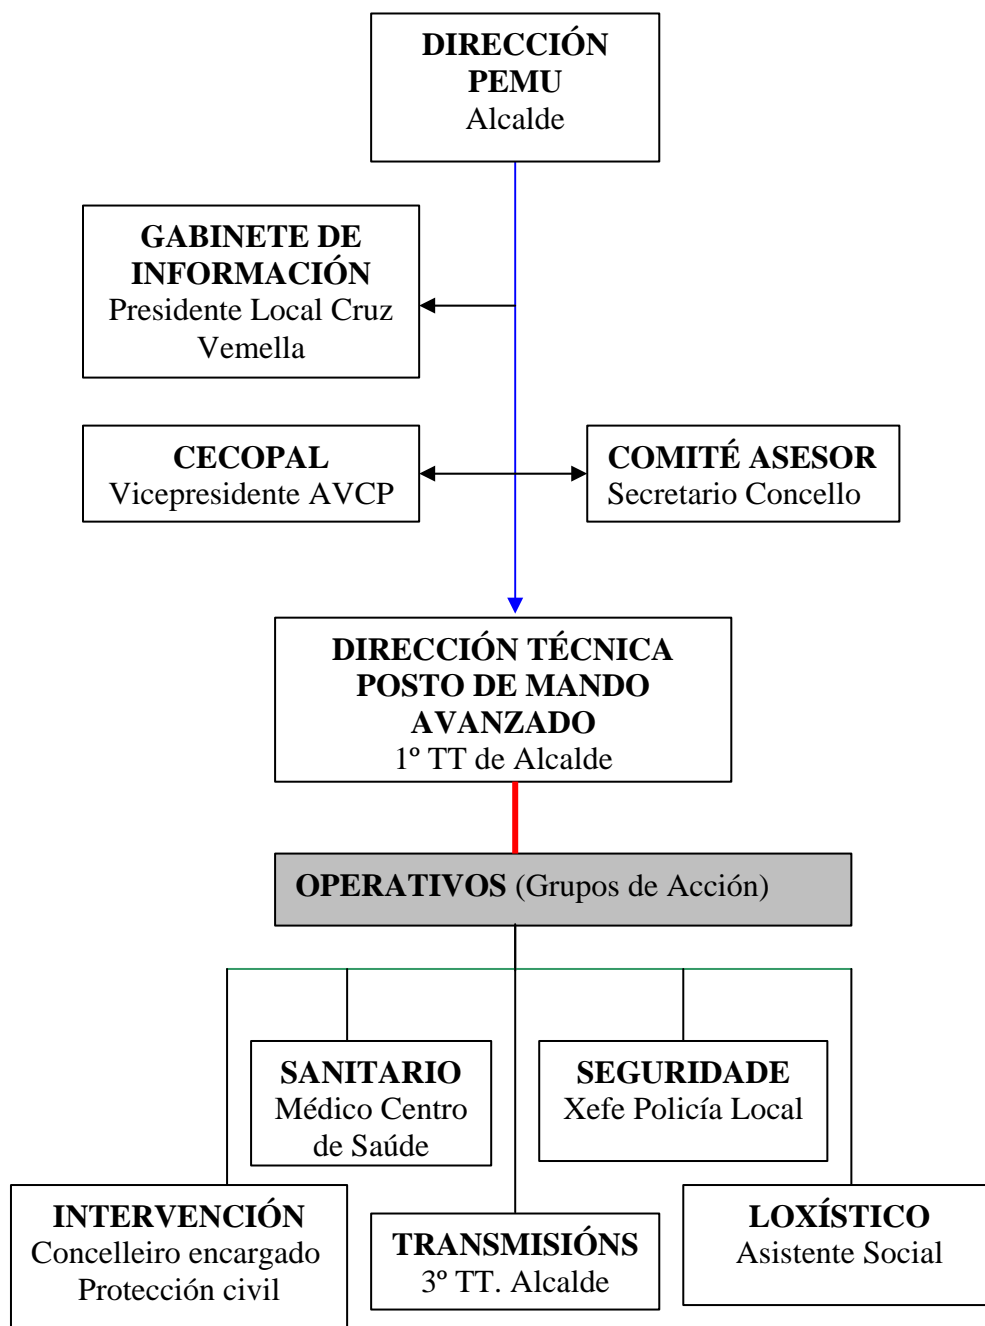 DIRECCIÓN
PEMU
Alcalde
GABINETE DE
INFORMACIÓN
Presidente Local Cruz
Vemella
CECOPAL
Vicepresidente AVCP
COMITÉ ASESOR
Secretario Concello
DIRECCIÓN TÉCNICA
POSTO DE MANDO
AVANZADO
1º TT de Alcalde
OPERATIVOS (Grupos de Acción)
SANITARIO
Médico Centro
de Saúde
SEGURIDADE
Xefe Policía Local
INTERVENCIÓN
Concelleiro encargado
Protección civil
TRANSMISIÓNS
3º TT. Alcalde
LOXÍSTICO
Asistente Social